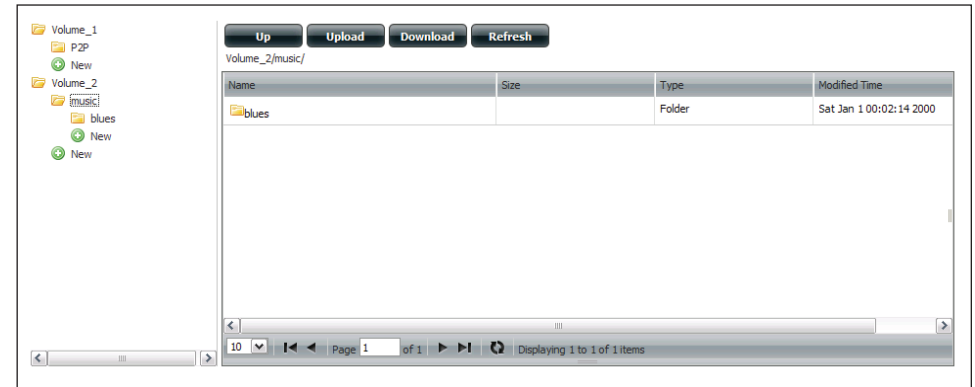 Volume_1
P2P
New
Volume_2
music
blues
New
New
Up Upload Download Refresh
Volume_2/music/
Name Size Type Modified Time
blues Folder Sat Jan 1 00:02:14 2000
10 Page 1 of 1 Displaying 1 to 1 of 1 items